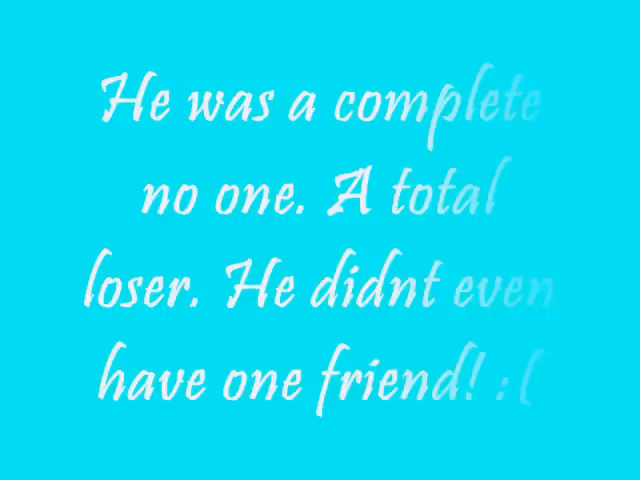 He was a complete
no one. A total
loser. He didnt even
have one friend! :(